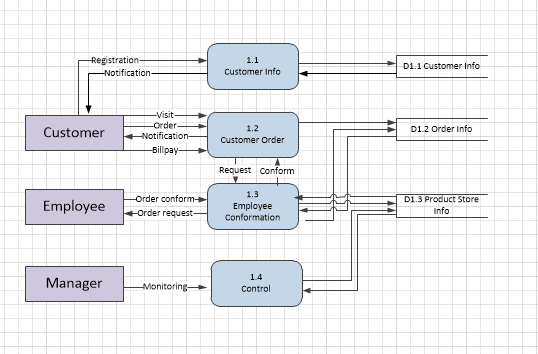 Registration
Notification
1.1
Customer Info
D1.1 Customer Info
Customer
Visit
Order
Notification
Billpay
1.2
Customer Order
D1.2 Order Info
Request
Conform
Employee
Order conform
Order request
1.3
Employee
Conformation
D1.3 Product Store
Info
Manager
Monitoring
1.4
Control